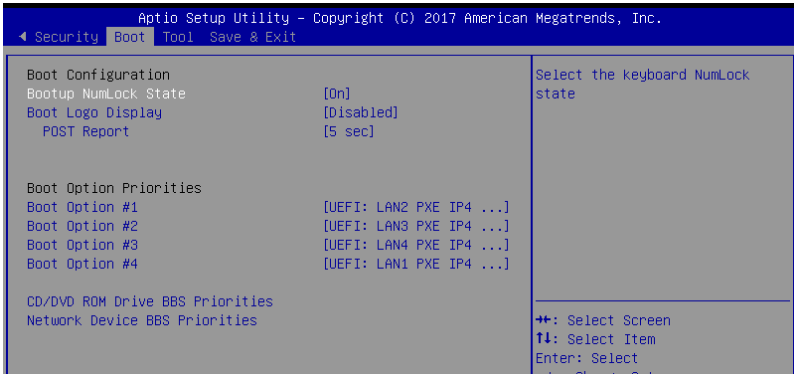 Aptio Setup Utility – Copyright (C) 2017 American Megatrends, Inc.
Security Boot Tool Save & Exit
Boot Configuration
Bootup NumLock State [On]
Boot Logo Display [Disabled]
POST Report [5 sec]
Boot Option Priorities
Boot Option #1 [UEFI: LAN2 PXE IP4 ...]
Boot Option #2 [UEFI: LAN3 PXE IP4 ...]
Boot Option #3 [UEFI: LAN4 PXE IP4 ...]
Boot Option #4 [UEFI: LAN1 PXE IP4 ...]
CD/DVD ROM Drive BBS Priorities
Network Device BBS Priorities
Select the keyboard NumLock
state
→←: Select Screen
↑↓: Select Item
Enter: Select